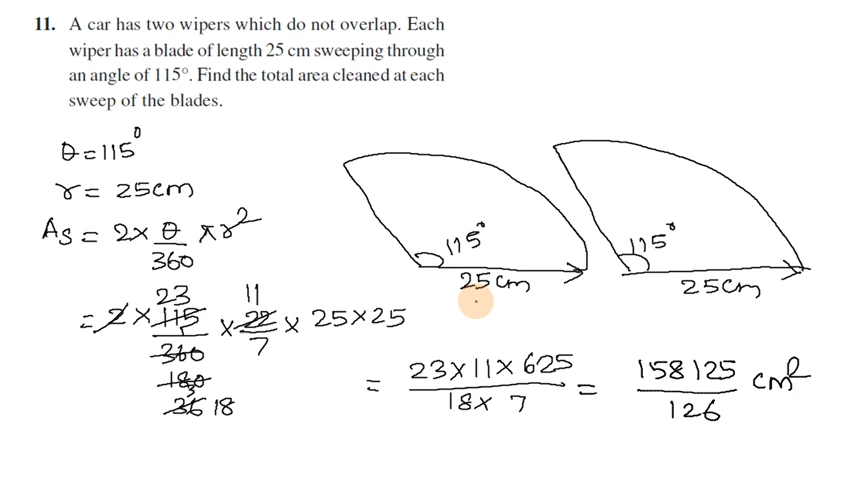 11. A car has two wipers which do not overlap. Each
wiper has a blade of length 25 cm sweeping through
an angle of 115°. Find the total area cleaned at each
sweep of the blades.
θ = 115°
r = 25cm
As = 2 × θ/360 πr²
= 2 × 115/360 × 22/7 × 25×25
23
11
180
36 18
115°
25cm
115°
25cm
= 23×11×625/18×7 = 158125/126 cm²